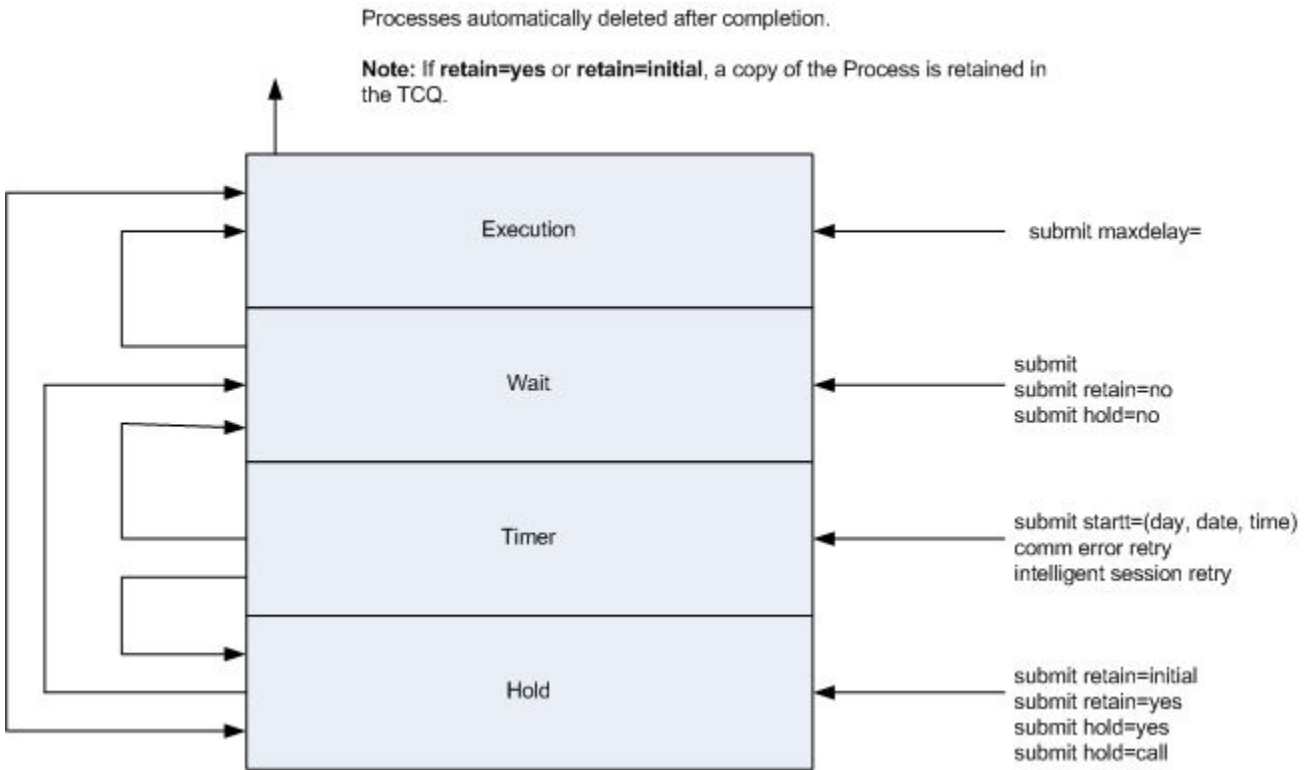 Processes automatically deleted after completion.
Note: If retain=yes or retain=initial, a copy of the Process is retained in
the TCQ.
Execution
submit maxdelay=
Wait
submit
submit retain=no
submit hold=no
Timer
submit startt=(day, date, time)
comm error retry
intelligent session retry
Hold
submit retain=initial
submit retain=yes
submit hold=yes
submit hold=call